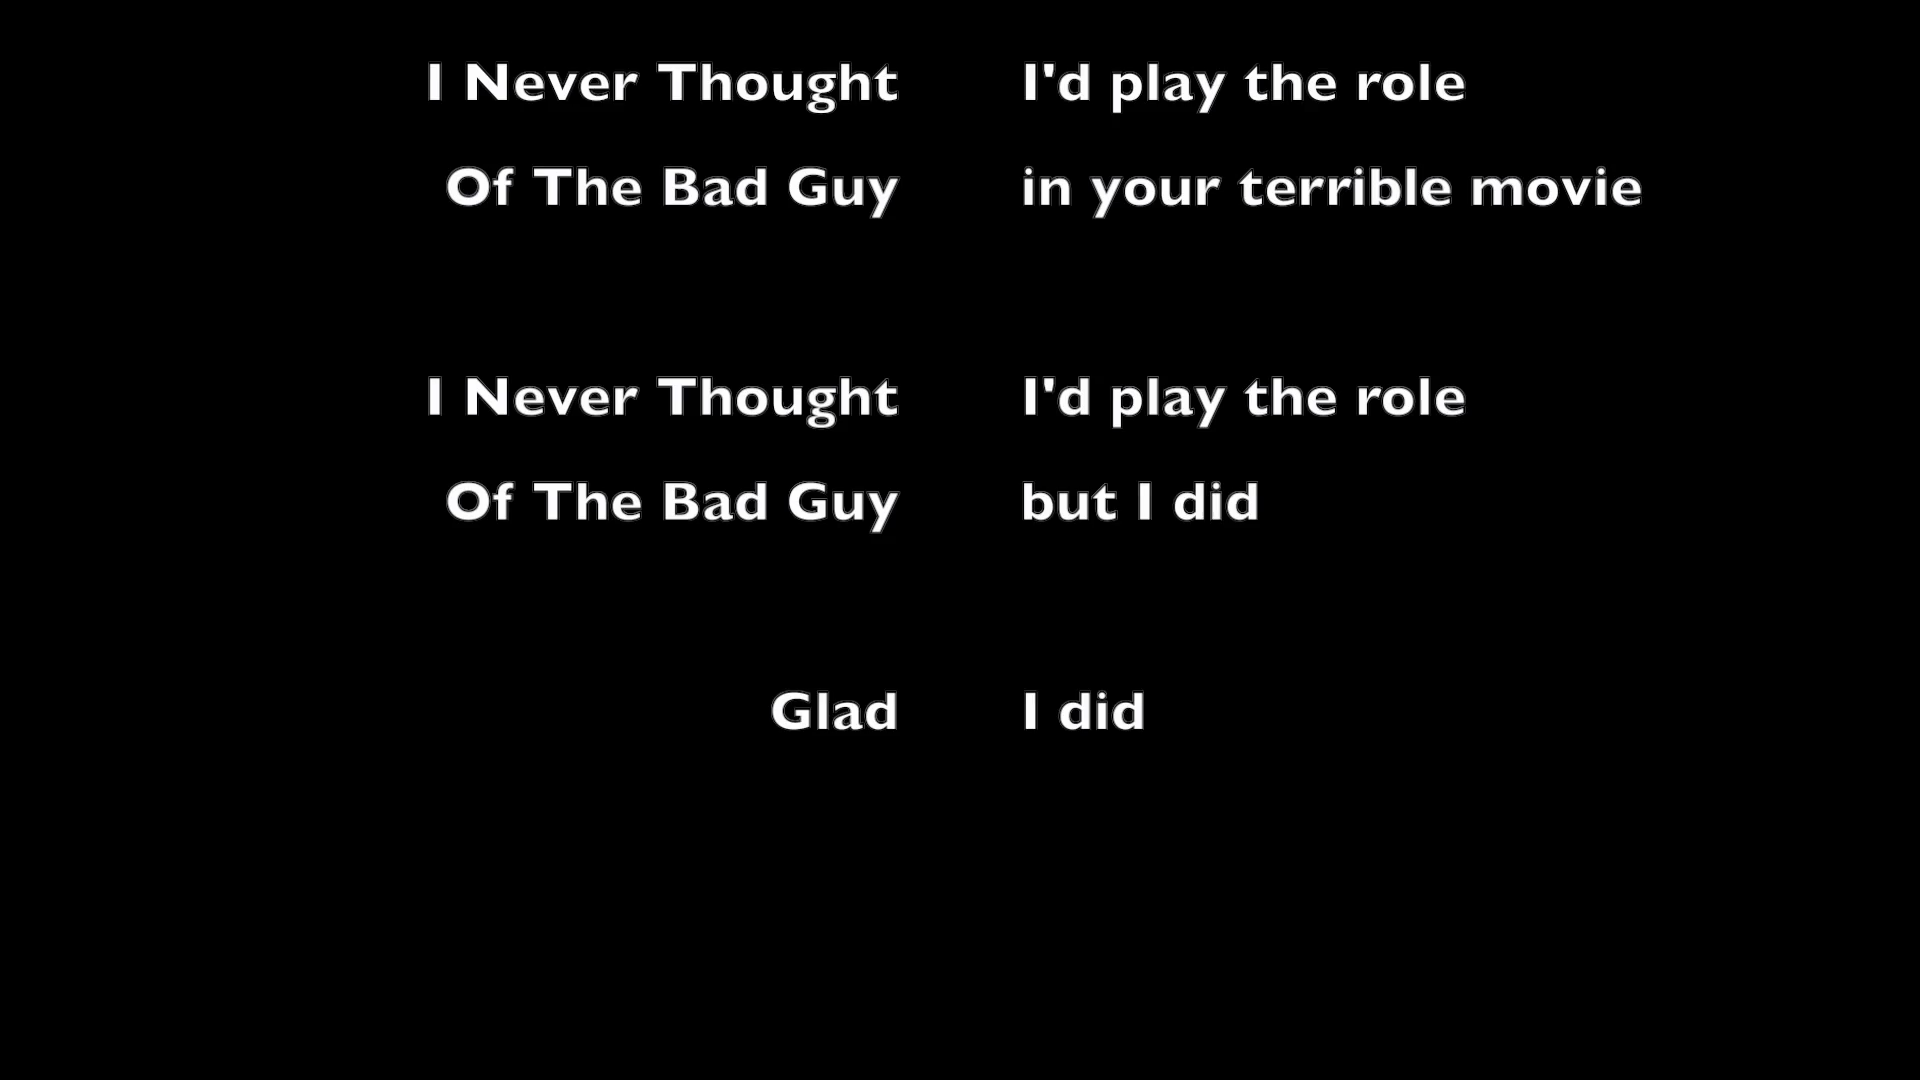 I Never Thought I'd play the role
Of The Bad Guy in your terrible movie
I Never Thought I'd play the role
Of The Bad Guy but I did
Glad I did